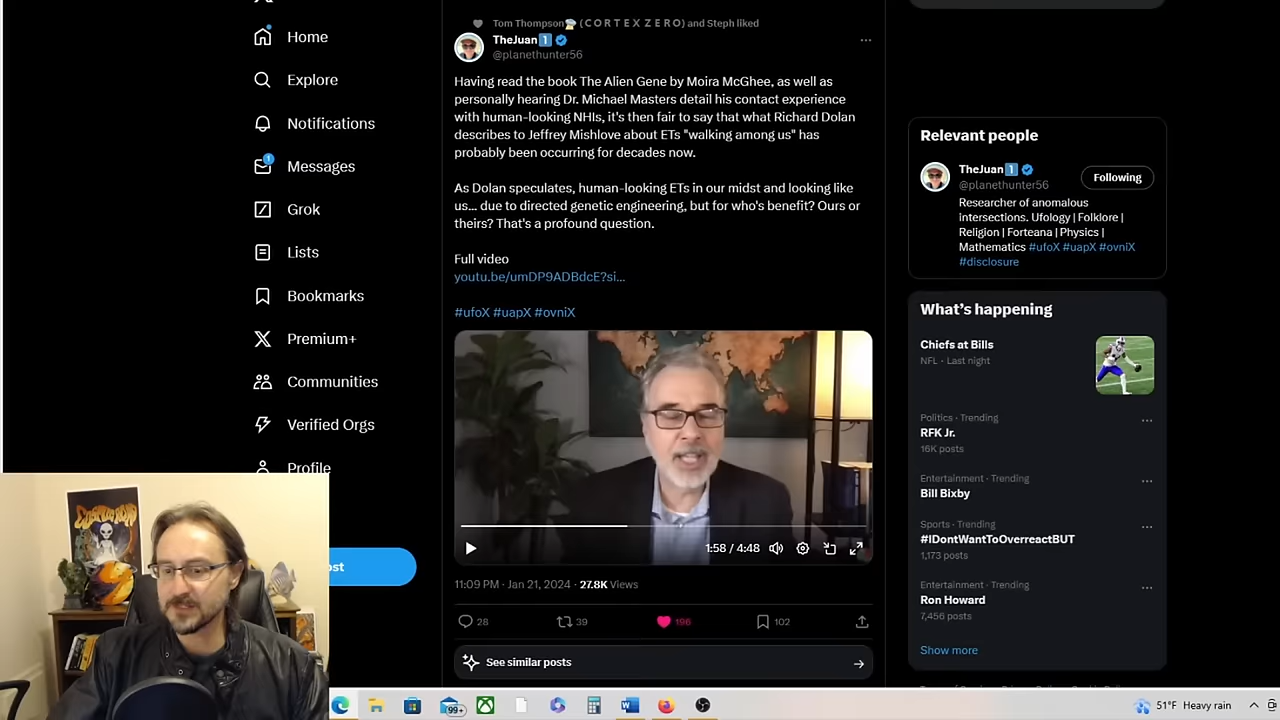 Home
Explore
Notifications
1
Messages
Grok
Lists
Bookmarks
Premium+
Communities
Verified Orgs
Profile
Tom Thompson (C O R T E X Z E R O) and Steph liked
TheJuan1️⃣
@planethunter56
Having read the book The Alien Gene by Moira McGhee, as well as
personally hearing Dr. Michael Masters detail his contact experience
with human-looking NHIs, it's then fair to say that what Richard Dolan
describes to Jeffrey Mishlove about ETs "walking among us" has
probably been occurring for decades now.
As Dolan speculates, human-looking ETs in our midst and looking like
us... due to directed genetic engineering, but for who's benefit? Ours or
theirs? That's a profound question.
Full video
youtu.be/umDP9ADBdcE?si...
#ufoX #uapX #ovniX
1:58 / 4:48
11:09 PM · Jan 21, 2024 · 27.8K Views
28
39
196
102
See similar posts
Relevant people
TheJuan1️⃣
@planethunter56
Following
Researcher of anomalous
intersections. Ufology | Folklore |
Religion | Forteana | Physics |
Mathematics #ufoX #uapX #ovniX
#disclosure
What's happening
Chiefs at Bills
NFL · Last night
Politics · Trending
RFK Jr.
16K posts
Entertainment · Trending
Bill Bixby
Sports · Trending
#IDontWantToOverreactBUT
1,173 posts
Entertainment · Trending
Ron Howard
7,456 posts
Show more
99+
51°F Heavy rain